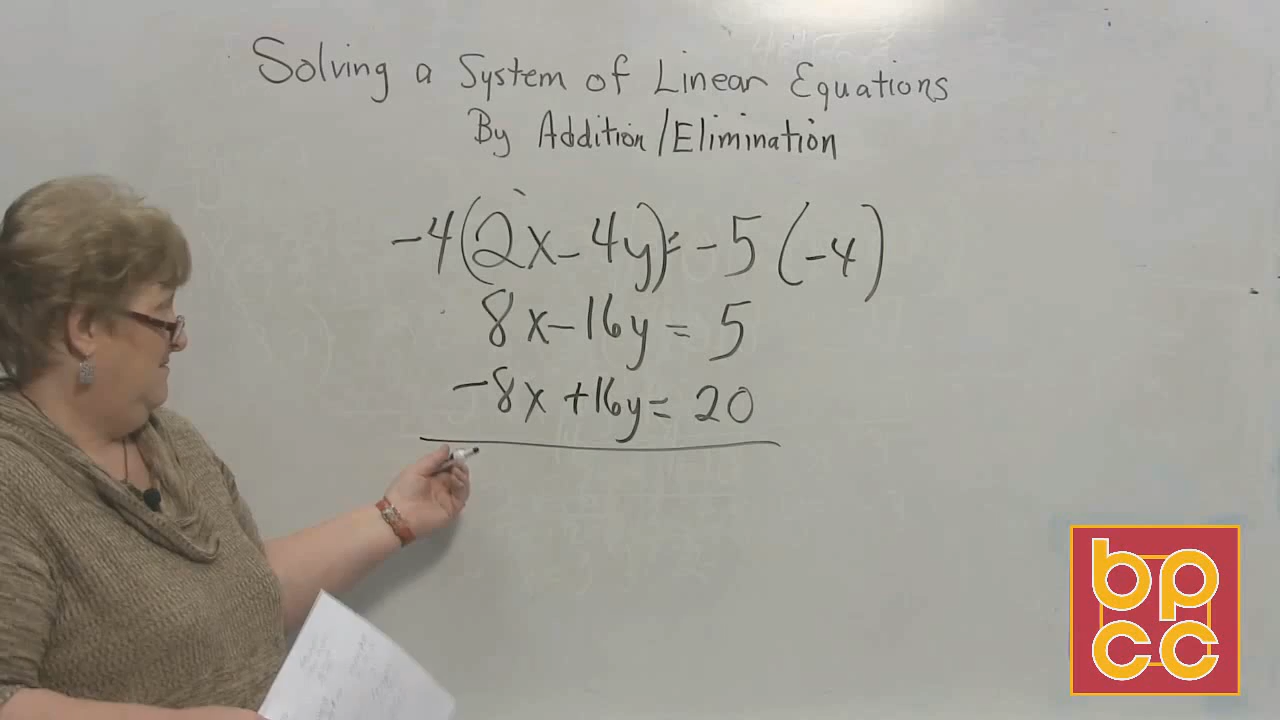 Solving a System of Linear Equations
By Addition/Elimination
-4(2x-4y)=-5(-4)
8x-16y=5
-8x+16y=20
bp
cc